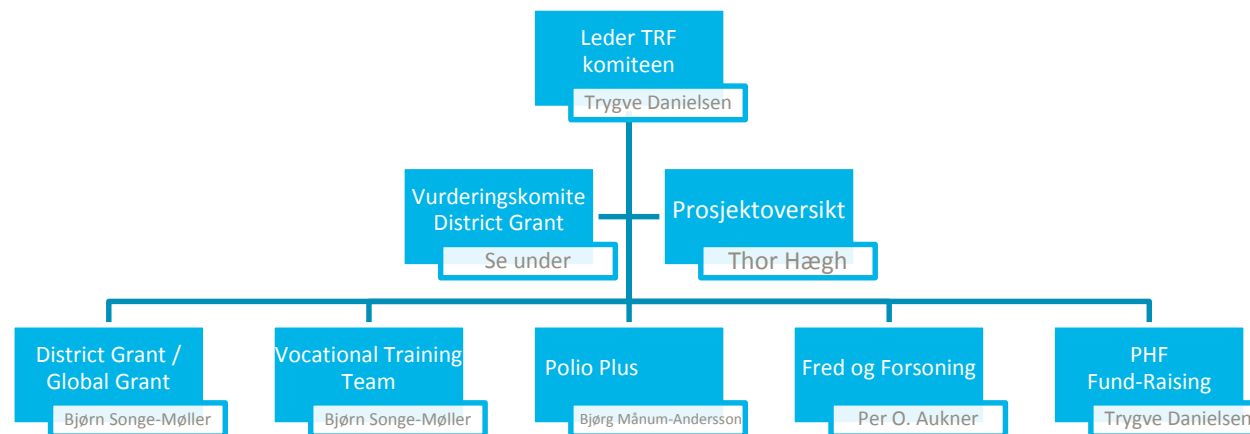 Leder TRF
komiteen
Trygve Danielsen
Vurderingskomite
District Grant
Se under
Prosjektoversikt
Thor Hægh
District Grant /
Global Grant
Bjørn Songe-Møller
Vocational Training
Team
Bjørn Songe-Møller
Polio Plus
Bjørg Månum-Andersson
Fred og Forsoning
Per O. Aukner
PHF
Fund-Raising
Trygve Danielsen